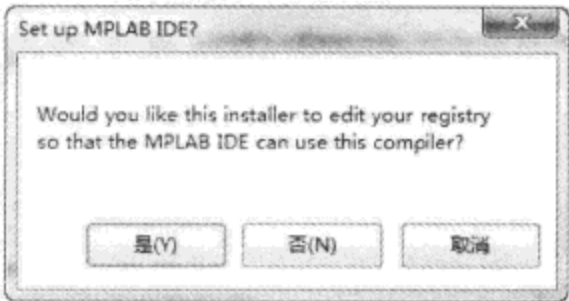 Set up MPLAB IDE?
Would you like this installer to edit your registry
so that the MPLAB IDE can use this compiler?
是(Y) 否(N) 取消